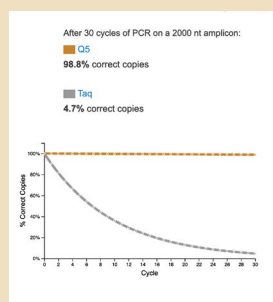 After 30 cycles of PCR on a 2000 nt amplicon:
Q5
98.8% correct copies
Taq
4.7% correct copies
% Correct Copies
100%
80%
60%
40%
20%
0%
0 2 4 6 8 10 12 14 16 18 20 22 24 26 28 30
Cycle